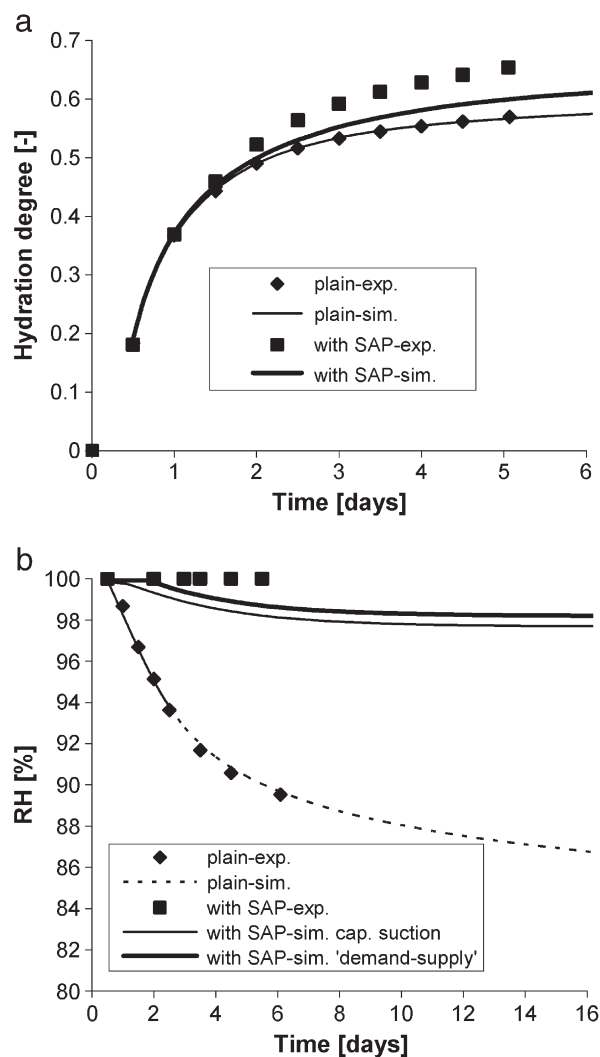 a
0.7
0.6
0.5
0.4
0.3
0.2
0.1
0
Hydration degree [-]
plain-exp.
plain-sim.
with SAP-exp.
with SAP-sim.
0 1 2 3 4 5 6
Time [days]
b
100
98
96
94
92
90
88
86
84
82
80
RH [%]
plain-exp.
plain-sim.
with SAP-exp.
with SAP-sim. cap. suction
with SAP-sim. 'demand-supply'
0 2 4 6 8 10 12 14 16
Time [days]